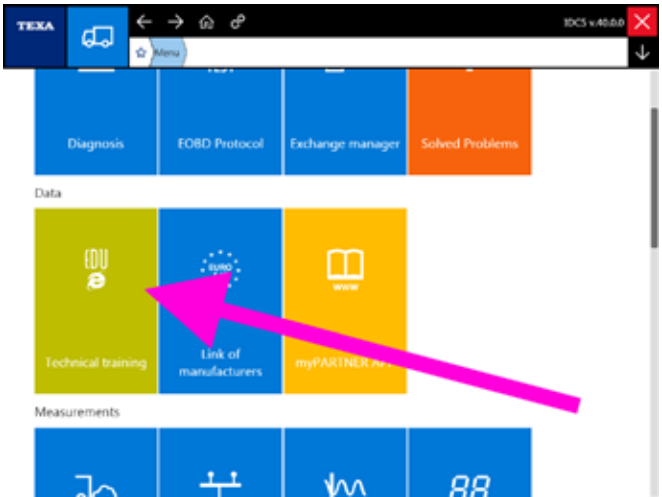 TEXA
IDC5 v.40.0.0
Menu
Diagnosis
EOBD Protocol
Exchange manager
Solved Problems
Data
EDU
EURO
www
Technical training
Link of
manufacturers
myPARTNER
Measurements
88